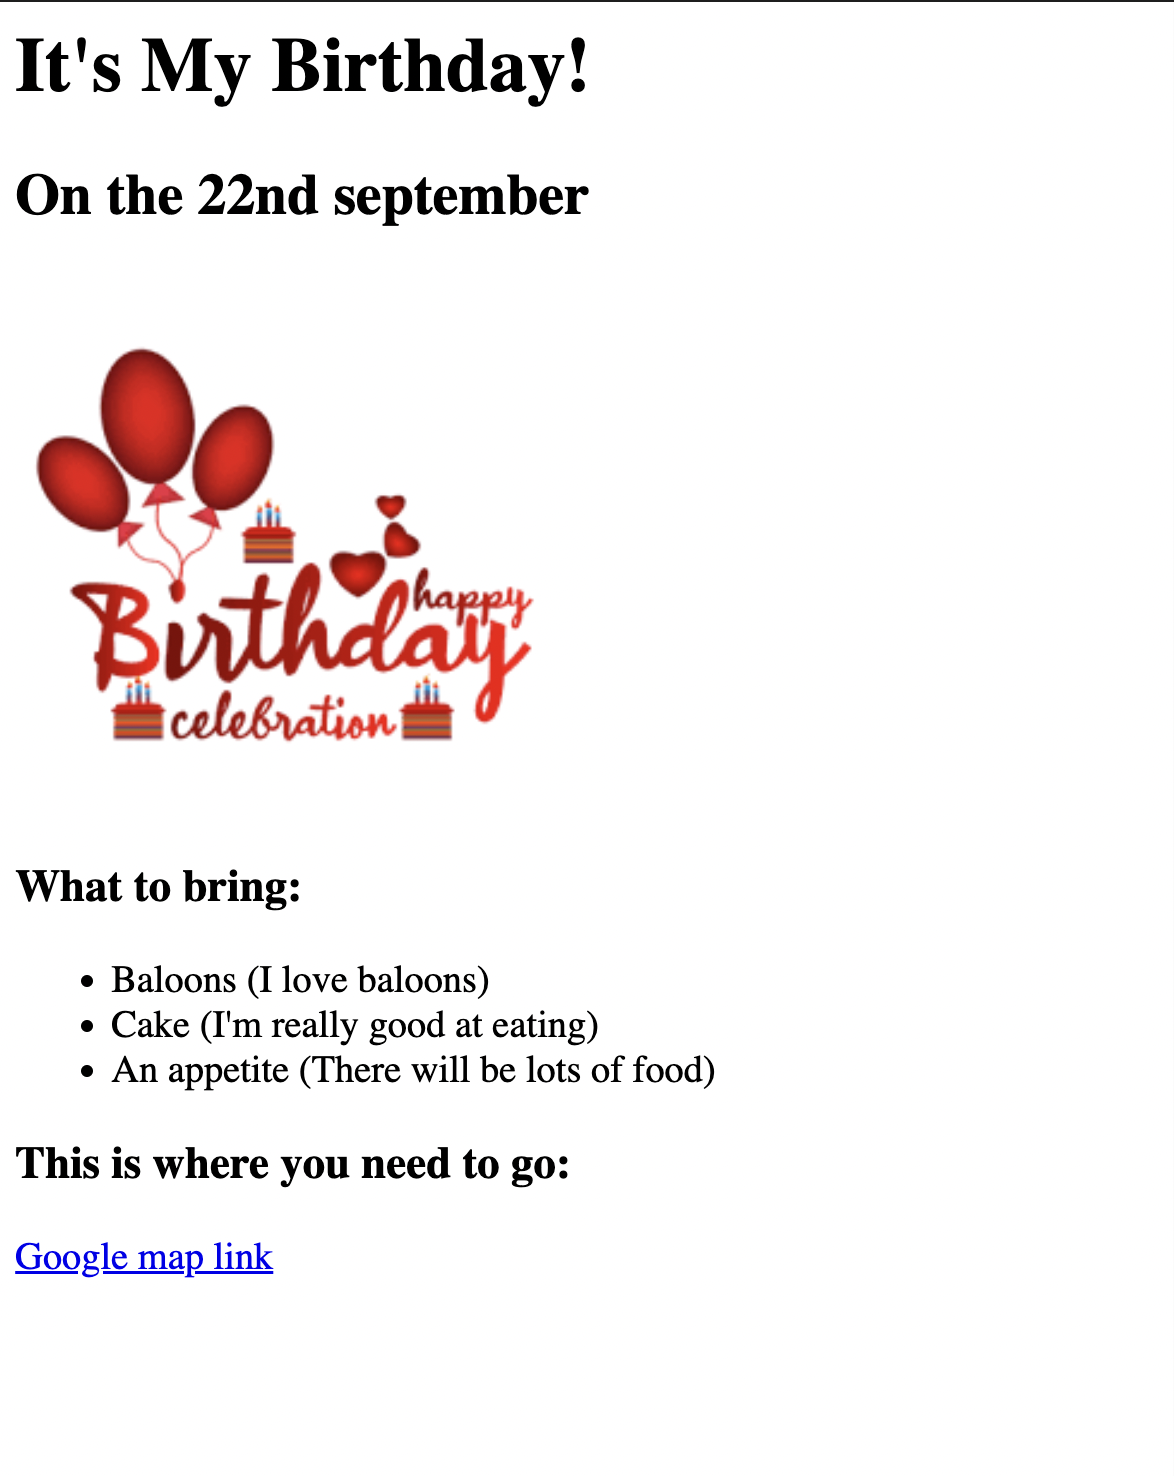 It's My Birthday!
On the 22nd september
happy
Birthday
celebration
What to bring:
• Baloons (I love baloons)
• Cake (I'm really good at eating)
• An appetite (There will be lots of food)
This is where you need to go:
Google map link